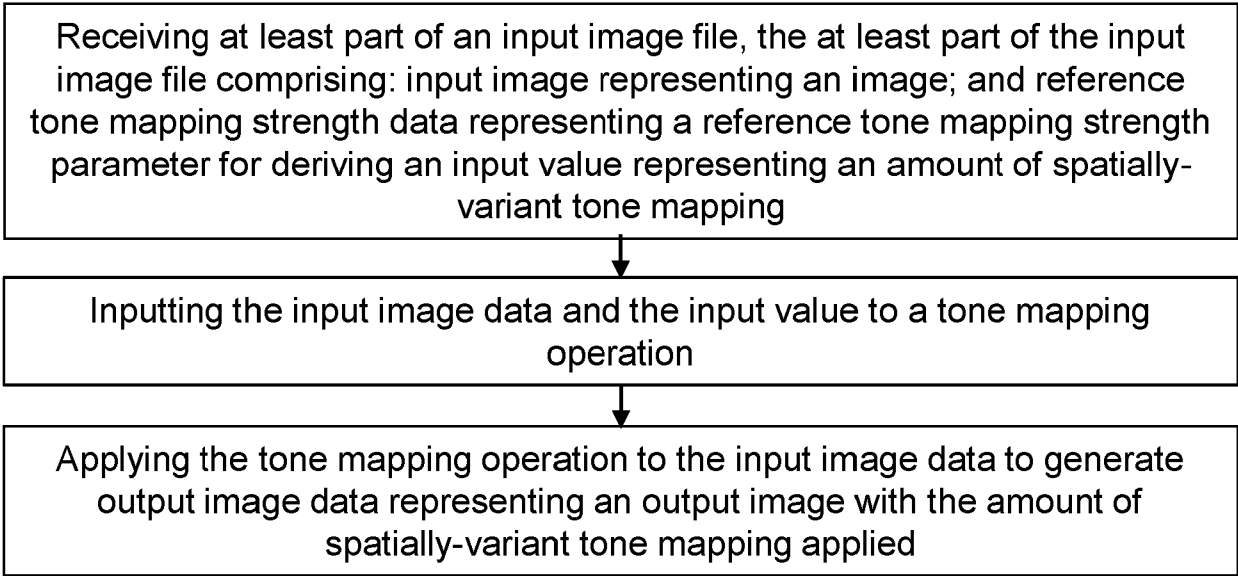 Receiving at least part of an input image file, the at least part of the input
image file comprising: input image representing an image; and reference
tone mapping strength data representing a reference tone mapping strength
parameter for deriving an input value representing an amount of spatially-
variant tone mapping
Inputting the input image data and the input value to a tone mapping
operation
Applying the tone mapping operation to the input image data to generate
output image data representing an output image with the amount of
spatially-variant tone mapping applied